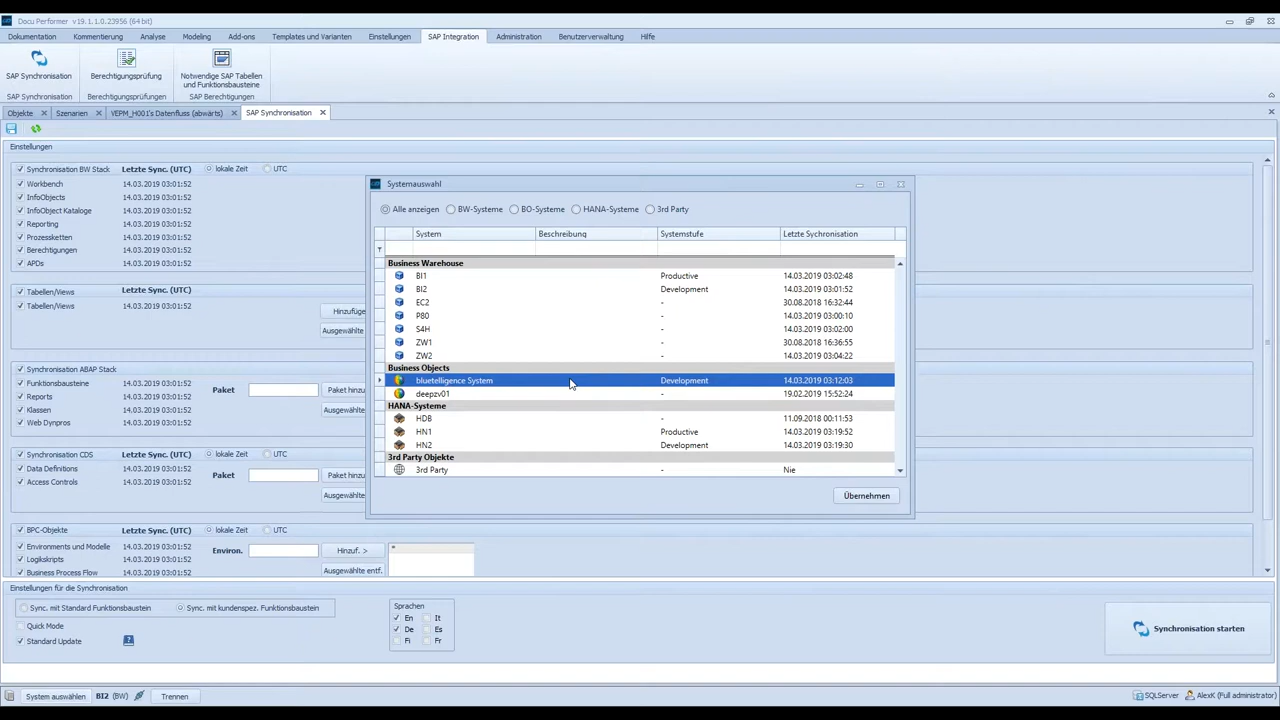 Docu Performer v19.1.1.0.23956 (64 bit)
Dokumentation Kommentierung Analyse Modeling Add-ons Templates und Varianten Einstellungen SAP Integration Administration Benutzerverwaltung Hilfe
SAP Synchronisation Berechtigungsprüfung Notwendige SAP Tabellen
und Funktionsbausteine
SAP Synchronisation Berechtigungsprüfungen SAP Berechtigungen
Objekte Szenarien VEPM_H001's Datenfluss (abwärts) SAP Synchronisation
Einstellungen
Synchronisation BW Stack Letzte Sync. (UTC) lokale Zeit UTC
Workbench 14.03.2019 03:01:52
InfoObjects 14.03.2019 03:01:52
InfoObject Kataloge 14.03.2019 03:01:52
Reporting 14.03.2019 03:01:52
Prozessketten 14.03.2019 03:01:52
Berechtigungen 14.03.2019 03:01:52
APDs 14.03.2019 03:01:52
Tabellen/Views Letzte Sync. (UTC)
Tabellen/Views 14.03.2019 03:01:52
Hinzufüge
Ausgewählte
Synchronisation ABAP Stack Letzte Sync. (UTC)
Funktionsbausteine 14.03.2019 03:01:52 Paket Paket hinzu
Reports 14.03.2019 03:01:52
Klassen 14.03.2019 03:01:52 Ausgewählte
Web Dynpros 14.03.2019 03:01:52
Synchronisation CDS Letzte Sync. (UTC) lokale Zeit UTC
Data Definitions 14.03.2019 03:01:52 Paket Paket hinzu
Access Controls 14.03.2019 03:01:52
Ausgewählte
BPC-Objekte Letzte Sync. (UTC) lokale Zeit UTC
Environments und Modelle 14.03.2019 03:01:52 Environ. Hinzuf. > *
Logikskripts 14.03.2019 03:01:52
Business Process Flow 14.03.2019 03:01:52 Ausgewählte entf.
Systemauswahl
Alle anzeigen BW-Systeme BO-Systeme HANA-Systeme 3rd Party
System Beschreibung Systemstufe Letzte Sychronisation
Business Warehouse
BI1 Productive 14.03.2019 03:02:48
BI2 Development 14.03.2019 03:01:52
EC2 - 30.08.2018 16:32:44
P80 - 14.03.2019 03:00:10
S4H - 14.03.2019 03:02:00
ZW1 - 30.08.2018 16:36:55
ZW2 - 14.03.2019 03:04:22
Business Objects
bluetelligence System Development 14.03.2019 03:12:03
deepzv01 - 19.02.2019 15:52:24
HANA-Systeme
HDB - 11.09.2018 00:11:53
HN1 Productive 14.03.2019 03:19:52
HN2 Development 14.03.2019 03:19:30
3rd Party Objekte
3rd Party - Nie
Übernehmen
Einstellungen für die Synchronisation
Sync. mit Standard Funktionsbaustein Sync. mit kundenspez. Funktionsbaustein
Quick Mode
Standard Update
Sprachen
En It
De Es
Fi Fr
Synchronisation starten
System auswählen BI2 (BW) Trennen SQLServer AlexK (Full administrator)